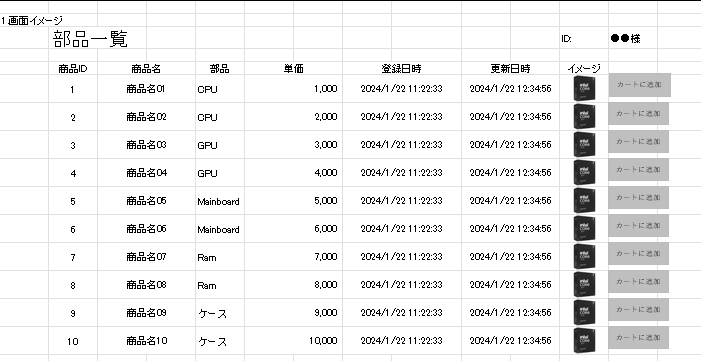 1.画面イメージ
部品一覧 ID: ●●様
商品ID 商品名 部品 単価 登録日時 更新日時 イメージ
1 商品名01 CPU 1,000 2024/1/22 11:22:33 2024/1/22 12:34:56 カートに追加
2 商品名02 CPU 2,000 2024/1/22 11:22:33 2024/1/22 12:34:56 カートに追加
3 商品名03 GPU 3,000 2024/1/22 11:22:33 2024/1/22 12:34:56 カートに追加
4 商品名04 GPU 4,000 2024/1/22 11:22:33 2024/1/22 12:34:56 カートに追加
5 商品名05 Mainboard 5,000 2024/1/22 11:22:33 2024/1/22 12:34:56 カートに追加
6 商品名06 Mainboard 6,000 2024/1/22 11:22:33 2024/1/22 12:34:56 カートに追加
7 商品名07 Ram 7,000 2024/1/22 11:22:33 2024/1/22 12:34:56 カートに追加
8 商品名08 Ram 8,000 2024/1/22 11:22:33 2024/1/22 12:34:56 カートに追加
9 商品名09 ケース 9,000 2024/1/22 11:22:33 2024/1/22 12:34:56 カートに追加
10 商品名10 ケース 10,000 2024/1/22 11:22:33 2024/1/22 12:34:56 カートに追加